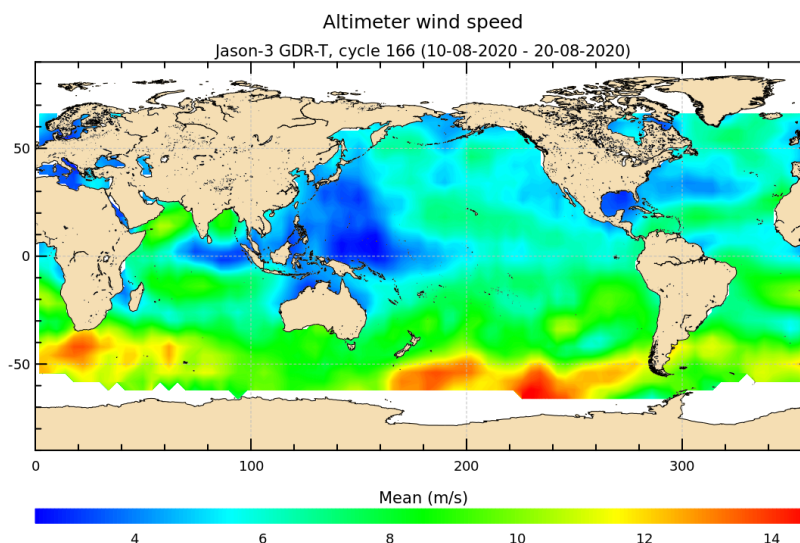 Altimeter wind speed
Jason-3 GDR-T, cycle 166 (10-08-2020 - 20-08-2020)
50
0
-50
0 100 200 300
Mean (m/s)
4 6 8 10 12 14